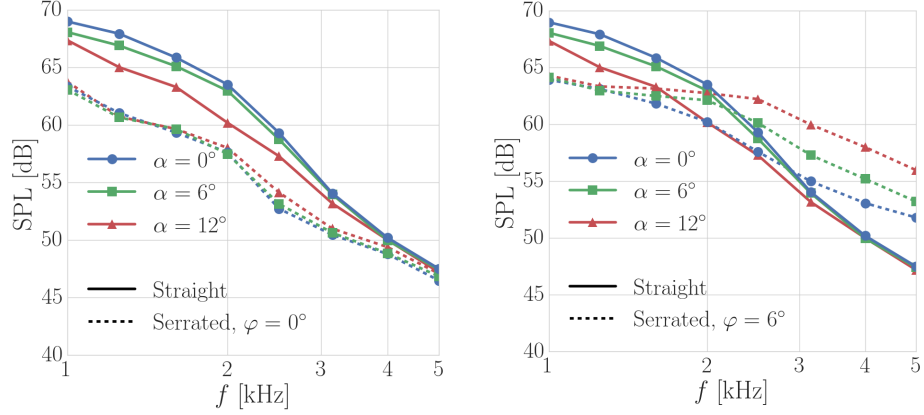 70
65
60
55
50
45
40
SPL [dB]
α = 0°
α = 6°
α = 12°
Straight
Serrated, φ = 0°
1
2
3
4
5
f [kHz]
70
65
60
55
50
45
40
SPL [dB]
α = 0°
α = 6°
α = 12°
Straight
Serrated, φ = 6°
1
2
3
4
5
f [kHz]